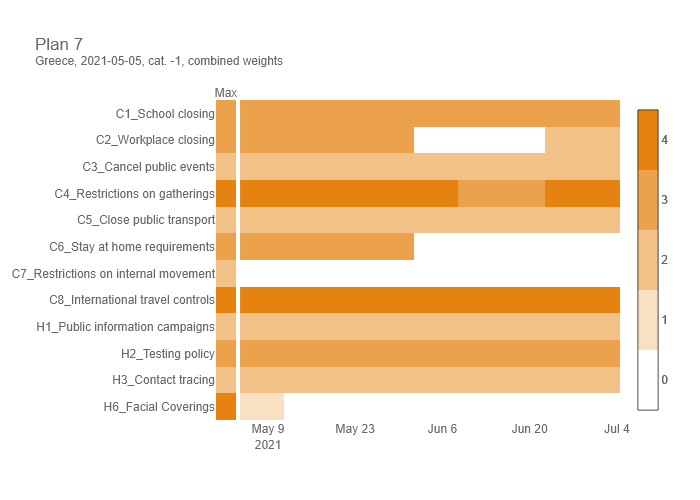 Plan 7
Greece, 2021-05-05, cat. -1, combined weights
Max
C1_School closing
C2_Workplace closing
C3_Cancel public events
C4_Restrictions on gatherings
C5_Close public transport
C6_Stay at home requirements
C7_Restrictions on internal movement
C8_International travel controls
H1_Public information campaigns
H2_Testing policy
H3_Contact tracing
H6_Facial Coverings
4
3
2
1
0
May 9 May 23 Jun 6 Jun 20 Jul 4
2021